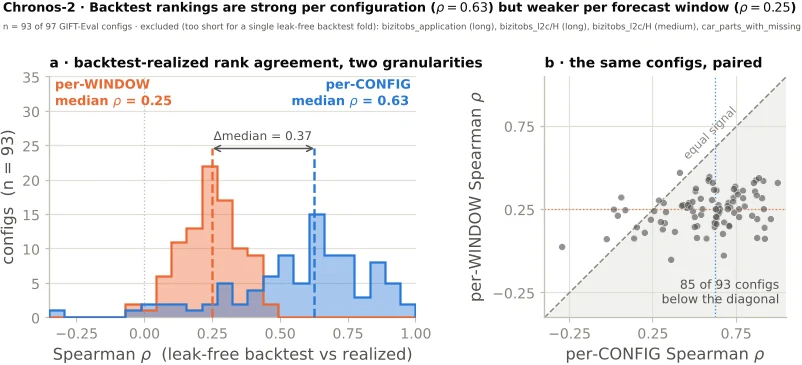 Chronos-2 · Backtest rankings are strong per configuration (ρ = 0.63) but weaker per forecast window (ρ = 0.25)
n = 93 of 97 GIFT-Eval configs · excluded (too short for a single leak-free backtest fold): bizitobs_application (long), bizitobs_l2c/H (long), bizitobs_l2c/H (medium), car_parts_with_missing
a · backtest-realized rank agreement, two granularities
per-WINDOW
median ρ = 0.25
per-CONFIG
median ρ = 0.63
Δmedian = 0.37
configs (n = 93)
35
30
25
20
15
10
5
0
−0.25
0.00
0.25
0.50
0.75
1.00
Spearman ρ (leak-free backtest vs realized)
b · the same configs, paired
per-WINDOW Spearman ρ
0.75
0.25
−0.25
equal signal
85 of 93 configs
below the diagonal
−0.25
0.25
0.75
per-CONFIG Spearman ρ